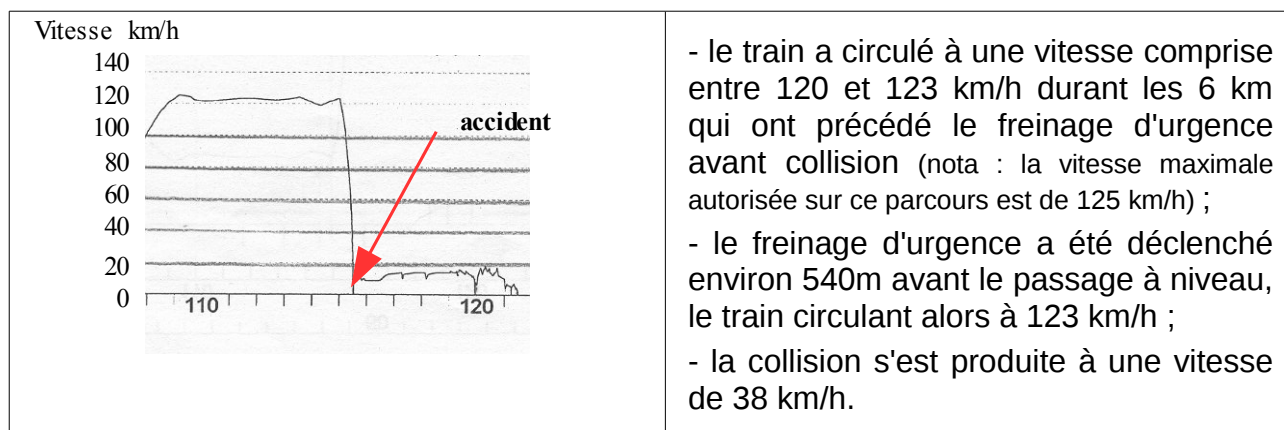 Vitesse km/h
140
120
100
80
60
40
20
0
accident
110
120
- le train a circulé à une vitesse comprise
entre 120 et 123 km/h durant les 6 km
qui ont précédé le freinage d'urgence
avant collision (nota : la vitesse maximale
autorisée sur ce parcours est de 125 km/h) ;
- le freinage d'urgence a été déclenché
environ 540m avant le passage à niveau,
le train circulant alors à 123 km/h ;
- la collision s'est produite à une vitesse
de 38 km/h.